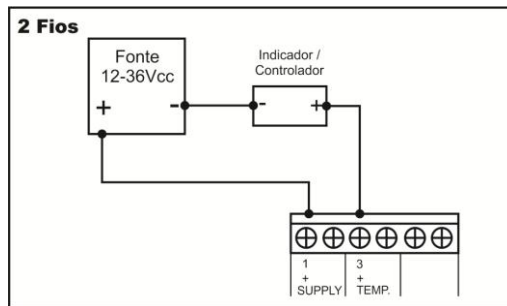 2 Fios
Fonte
12-36Vcc
+ -
Indicador /
Controlador
- +
1 3
+ +
SUPPLY TEMP.